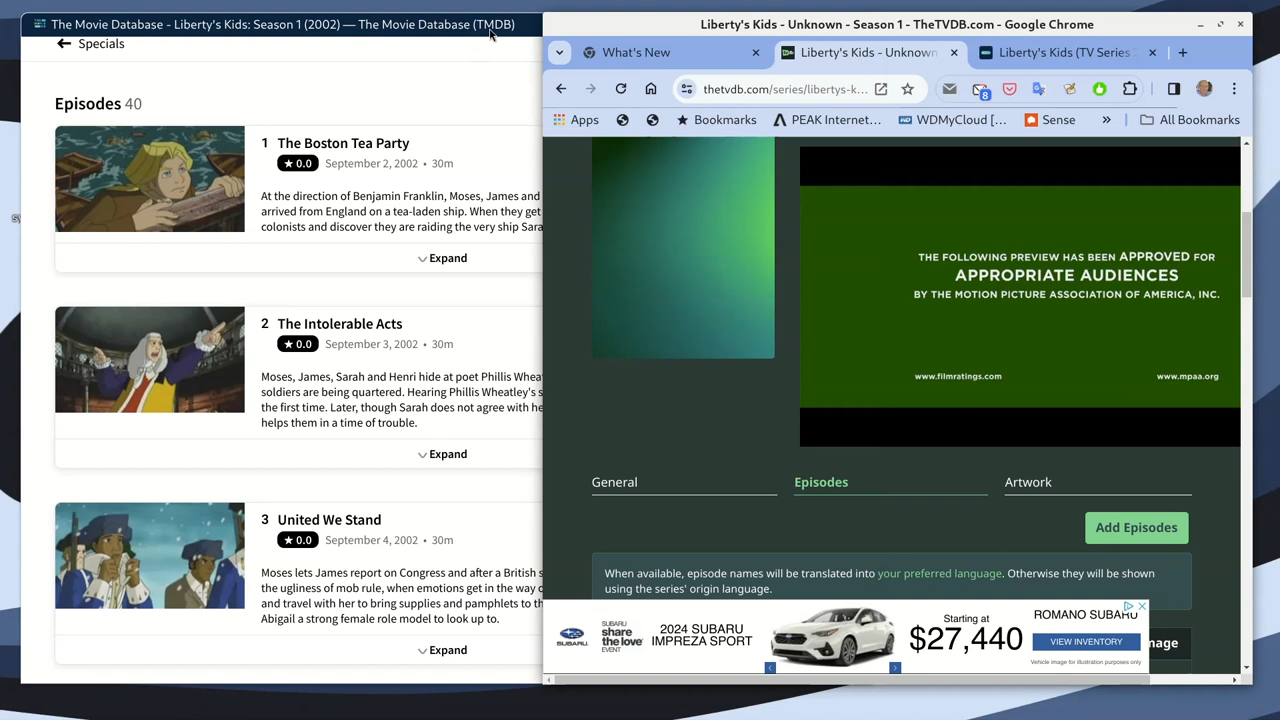 The Movie Database - Liberty's Kids: Season 1 (2002) — The Movie Database (TMDB)
Specials
Episodes 40
1 The Boston Tea Party
★ 0.0 September 2, 2002 • 30m
At the direction of Benjamin Franklin, Moses, James and
arrived from England on a tea-laden ship. When they get
colonists and discover they are raiding the very ship Sara
Expand
2 The Intolerable Acts
★ 0.0 September 3, 2002 • 30m
Moses, James, Sarah and Henri hide at poet Phillis Wheat
soldiers are being quartered. Hearing Phillis Wheatley's s
the first time. Later, though Sarah does not agree with he
helps them in a time of trouble.
Expand
3 United We Stand
★ 0.0 September 4, 2002 • 30m
Moses lets James report on Congress and after a British s
the ugliness of mob rule, when emotions get in the way o
and travel with her to bring supplies and pamphlets to th
Abigail a strong female role model to look up to.
Expand
Liberty's Kids - Unknown - Season 1 - TheTVDB.com - Google Chrome
What's New
Liberty's Kids - Unknown
Liberty's Kids (TV Series
thetvdb.com/series/libertys-k...
8
Apps
Bookmarks
PEAK Internet...
WDMyCloud [...
Sense
»
All Bookmarks
THE FOLLOWING PREVIEW HAS BEEN APPROVED FOR
APPROPRIATE AUDIENCES
BY THE MOTION PICTURE ASSOCIATION OF AMERICA, INC.
www.filmratings.com
www.mpaa.org
General
Episodes
Artwork
Add Episodes
When available, episode names will be translated into your preferred language. Otherwise they will be shown
using the series' origin language.
mage
SUBARU
SUBARU
share
the love
EVENT
2024 SUBARU
IMPREZA SPORT
Starting at
$27,440
ROMANO SUBARU
VIEW INVENTORY
Vehicle image for illustration purposes only